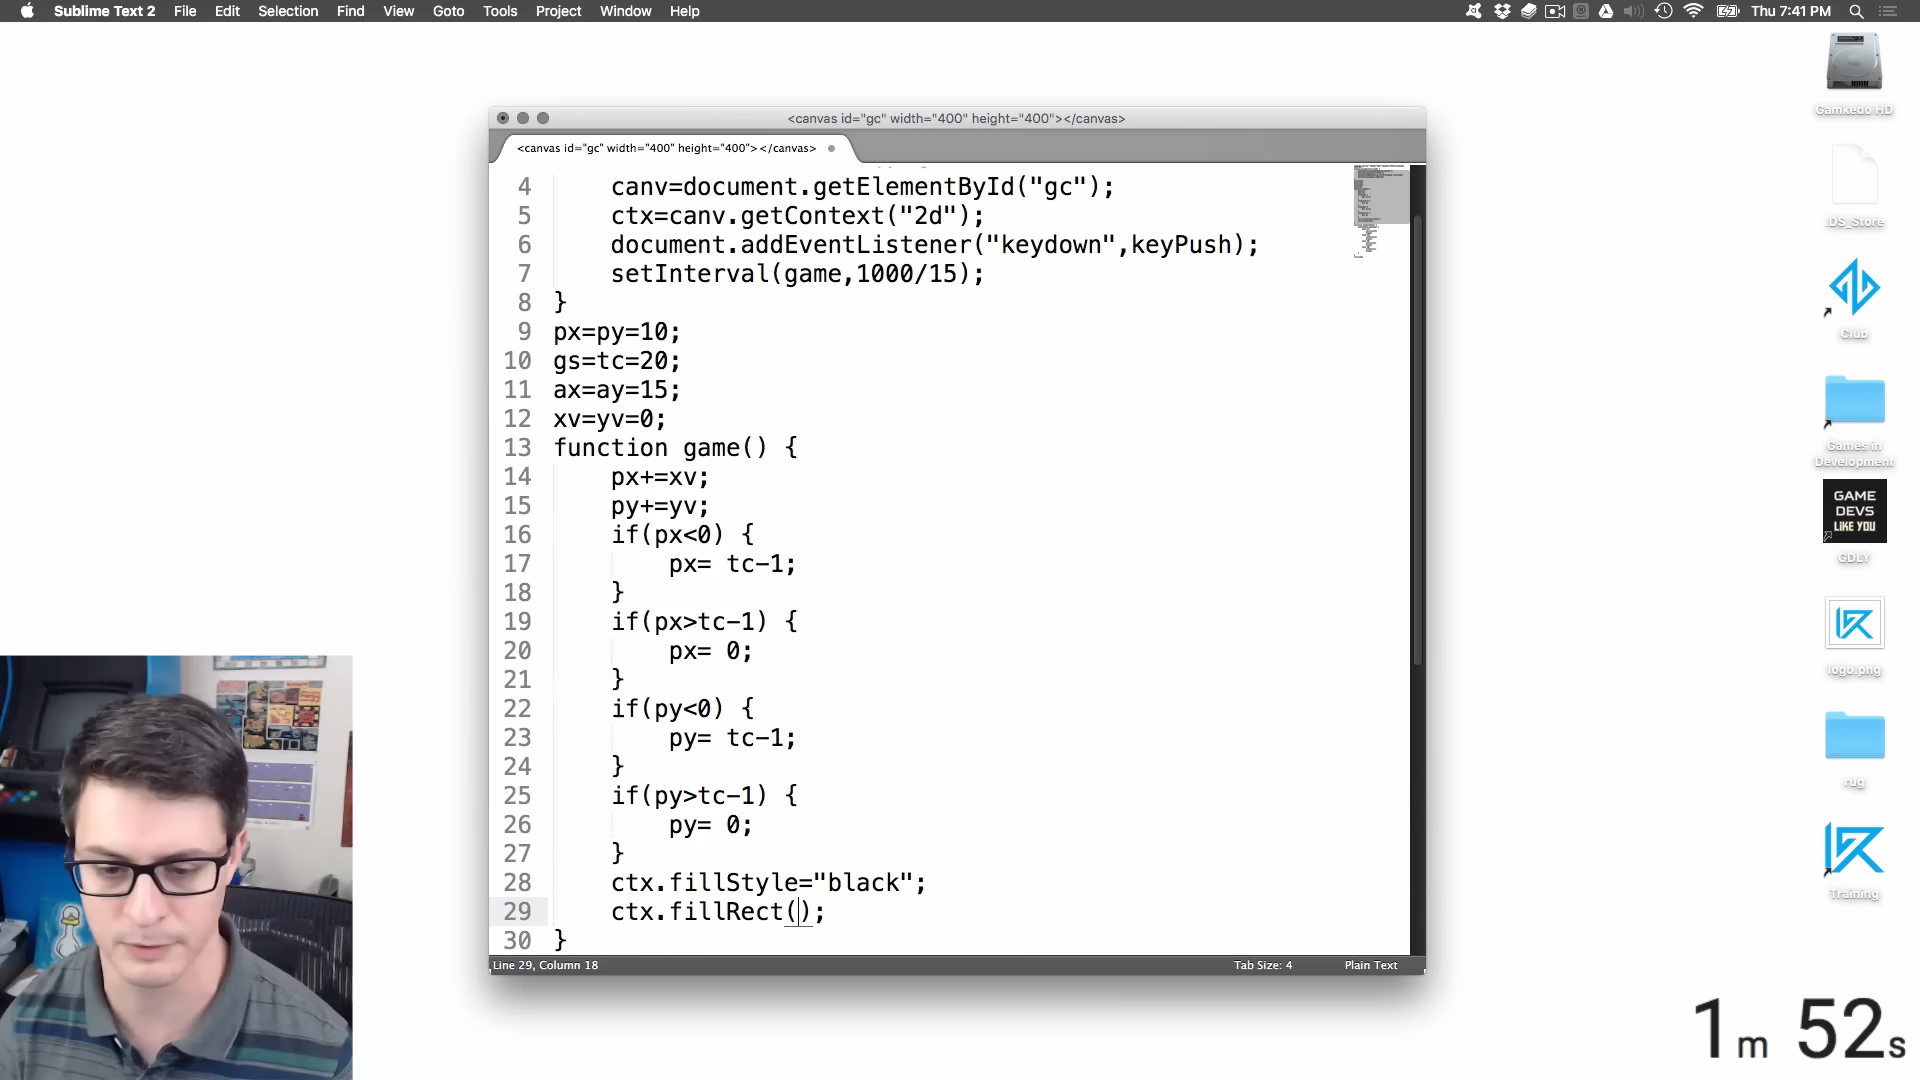 Sublime Text 2 File Edit Selection Find View Goto Tools Project Window Help
Thu 7:41 PM
<canvas id="gc" width="400" height="400"></canvas>
<canvas id="gc" width="400" height="400"></canvas>
4 canv=document.getElementById("gc");
5 ctx=canv.getContext("2d");
6 document.addEventListener("keydown",keyPush);
7 setInterval(game,1000/15);
8 }
9 px=py=10;
10 gs=tc=20;
11 ax=ay=15;
12 xv=yv=0;
13 function game() {
14 px+=xv;
15 py+=yv;
16 if(px<0) {
17 px= tc-1;
18 }
19 if(px>tc-1) {
20 px= 0;
21 }
22 if(py<0) {
23 py= tc-1;
24 }
25 if(py>tc-1) {
26 py= 0;
27 }
28 ctx.fillStyle="black";
29 ctx.fillRect();
30 }
Line 29, Column 18
Tab Size: 4
Plain Text
Gamkedo HD
.DS_Store
Club
Games in
Development
GAME
DEVS
LIKE YOU
GDLY
logo.png
rug
Training
1m 52s